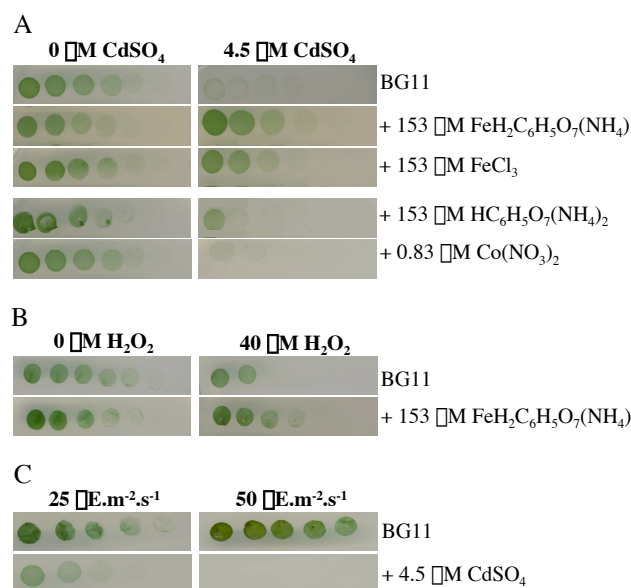 A
0 □M CdSO₄ 4.5 □M CdSO₄
BG11
+ 153 □M FeH₂C₆H₅O₇(NH₄)
+ 153 □M FeCl₃
+ 153 □M HC₆H₅O₇(NH₄)₂
+ 0.83 □M Co(NO₃)₂
B
0 □M H₂O₂ 40 □M H₂O₂
BG11
+ 153 □M FeH₂C₆H₅O₇(NH₄)
C
25 □E.m⁻².s⁻¹ 50 □E.m⁻².s⁻¹
BG11
+ 4.5 □M CdSO₄